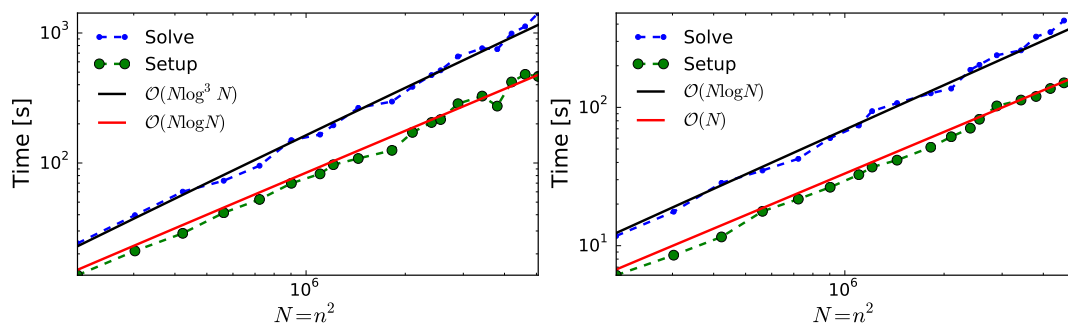 10³
10²
Time [s]
Solve
Setup
𝒪(Nlog³ N)
𝒪(NlogN)
10⁶
N=n²
10²
10¹
Time [s]
Solve
Setup
𝒪(NlogN)
𝒪(N)
10⁶
N=n²